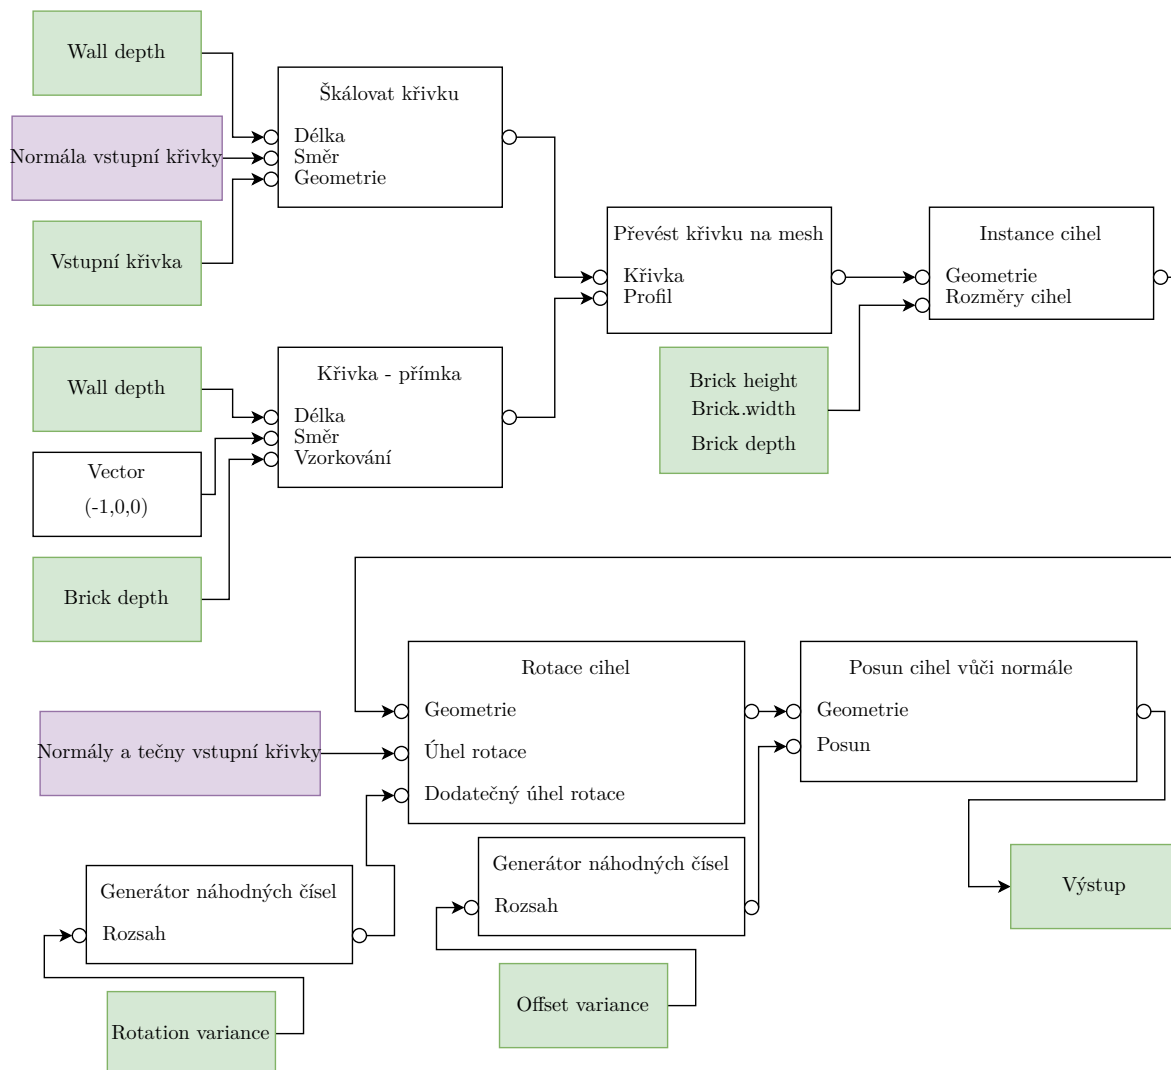 Wall depth
Škálovat křivku
Délka
Normála vstupní křivky
Směr
Geometrie
Vstupní křivka
Převést křivku na mesh
Křivka
Profil
Instance cihel
Geometrie
Rozměry cihel
Wall depth
Křivka - přímka
Délka
Směr
Vzorkování
Vector
(-1,0,0)
Brick depth
Brick height
Brick width
Brick depth
Rotace cihel
Geometrie
Úhel rotace
Dodatečný úhel rotace
Normály a tečny vstupní křivky
Posun cihel vůči normále
Geometrie
Posun
Generátor náhodných čísel
Rozsah
Generátor náhodných čísel
Rozsah
Výstup
Rotation variance
Offset variance